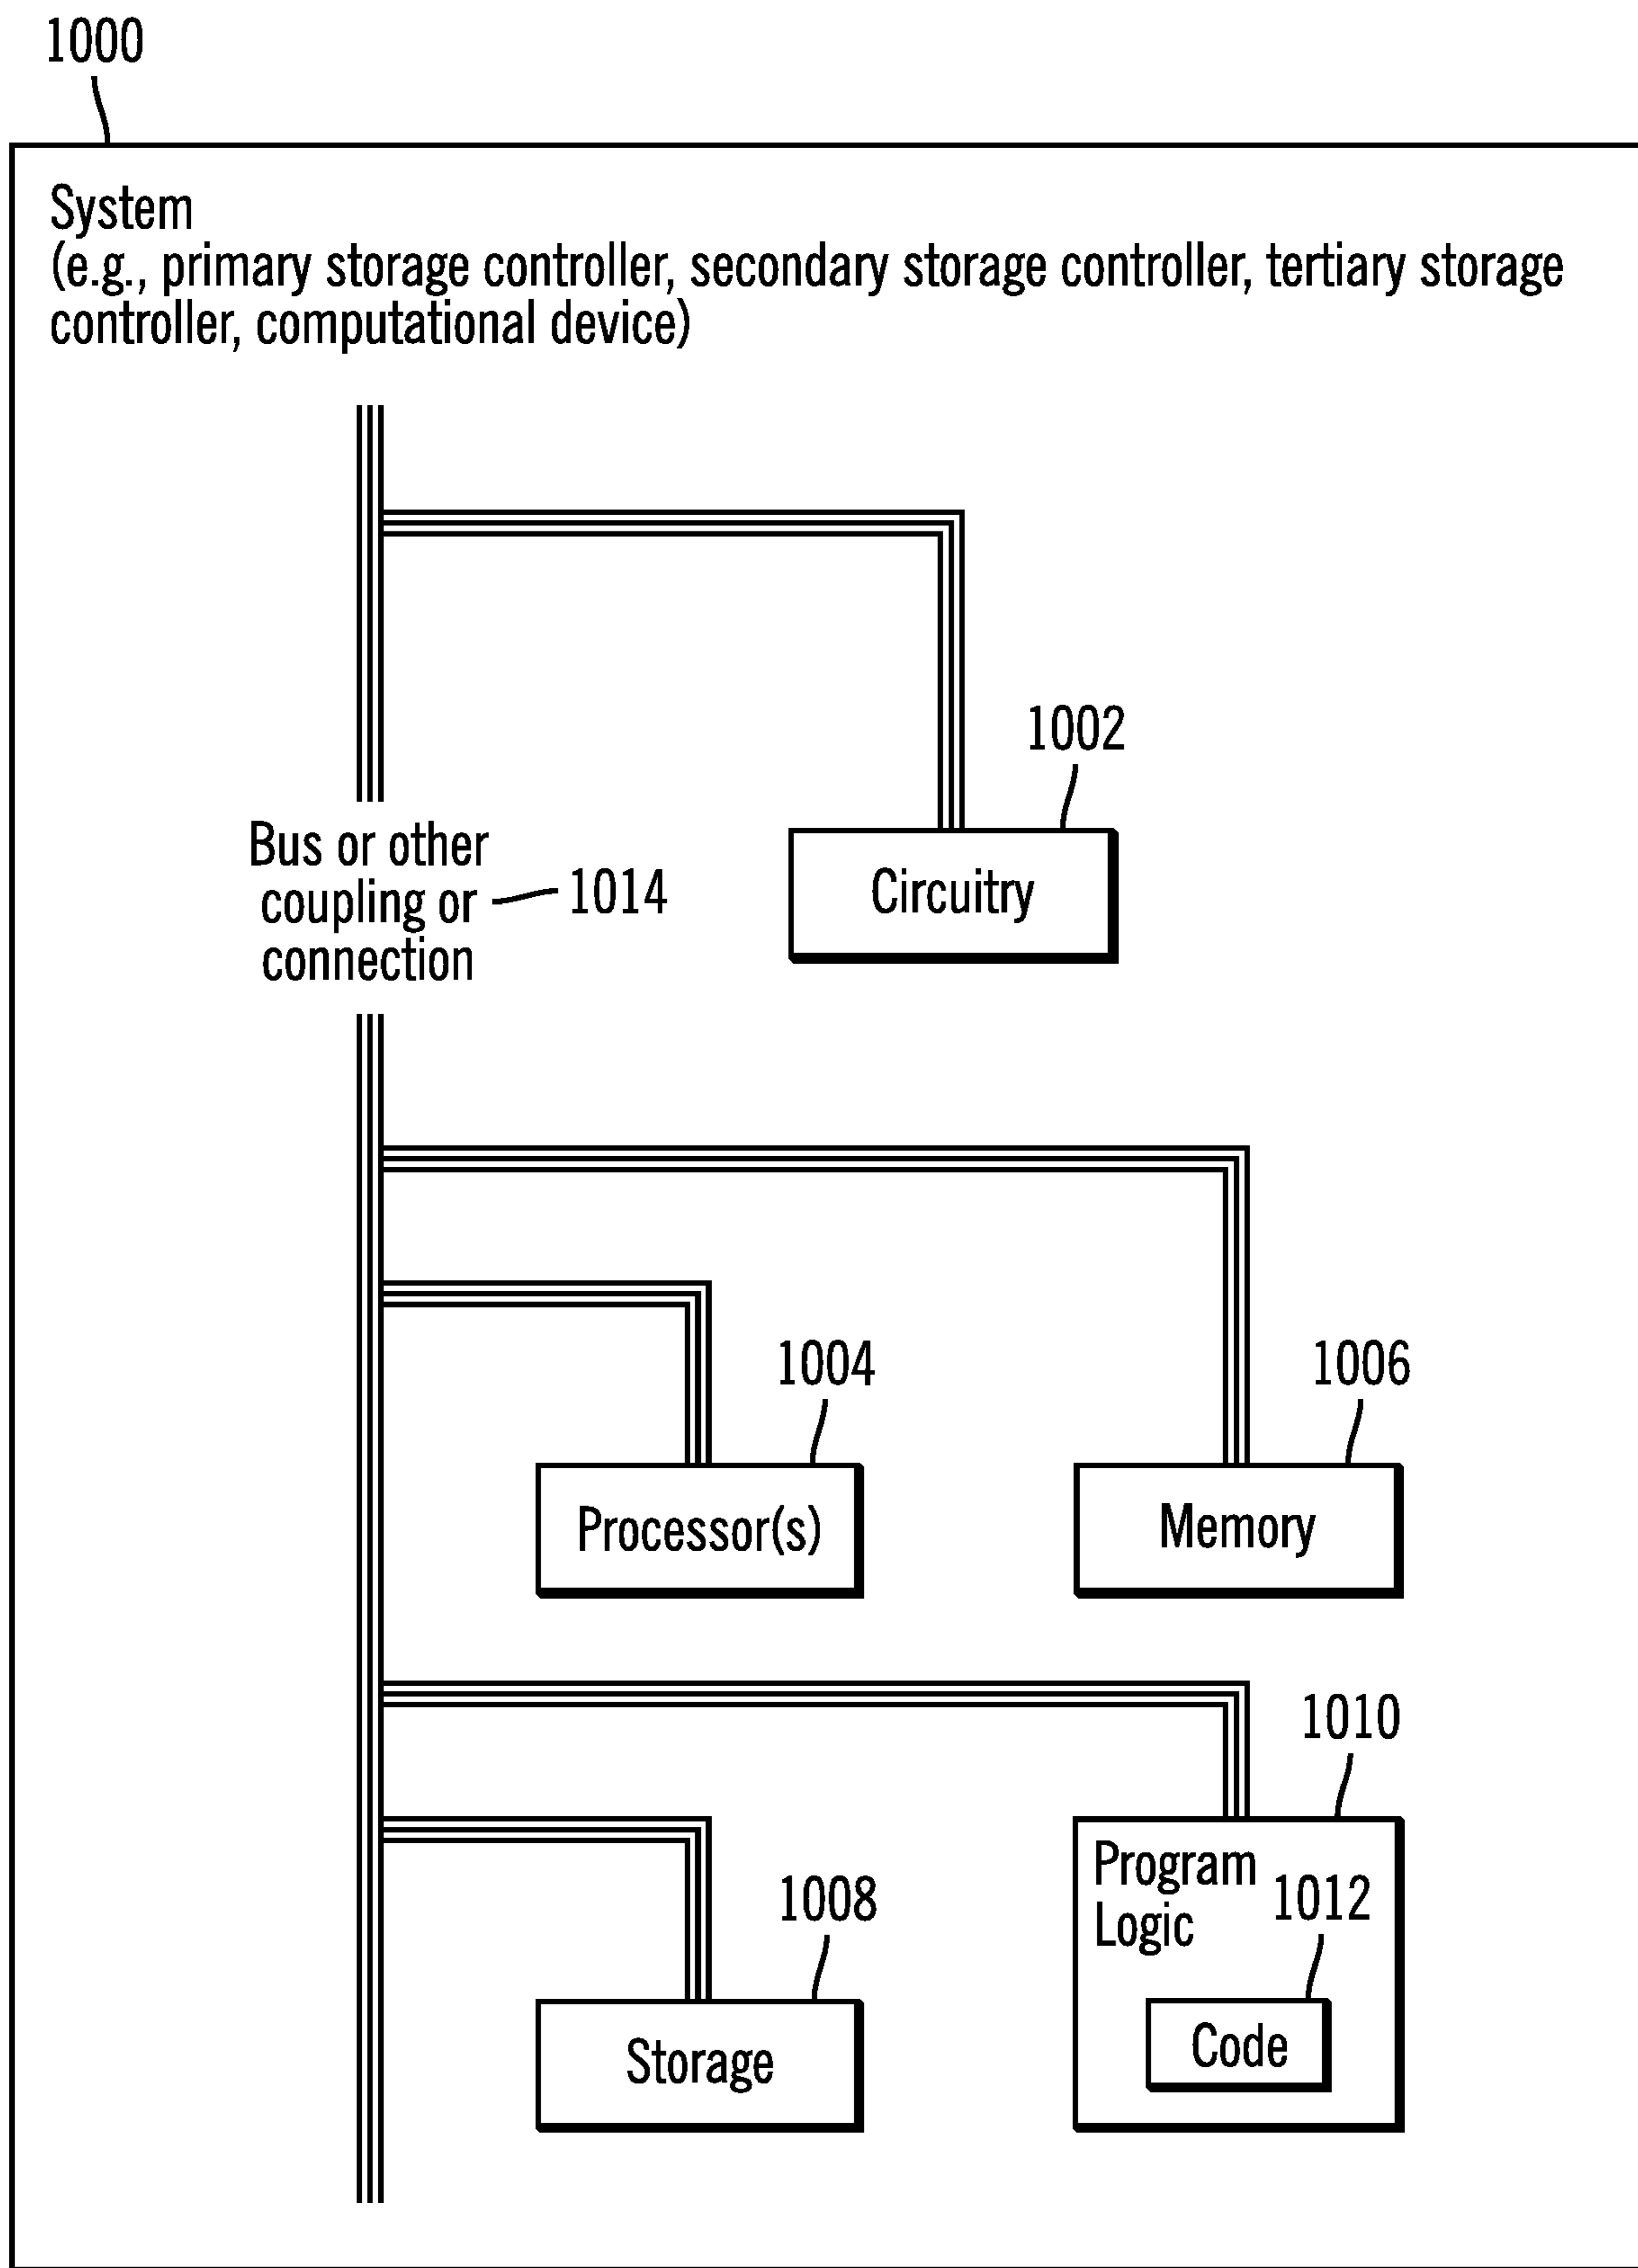 1000
System
(e.g., primary storage controller, secondary storage controller, tertiary storage
controller, computational device)
1002
Circuitry
Bus or other
coupling or
connection
1014
1004
Processor(s)
1006
Memory
1010
Program
Logic
1012
Code
1008
Storage